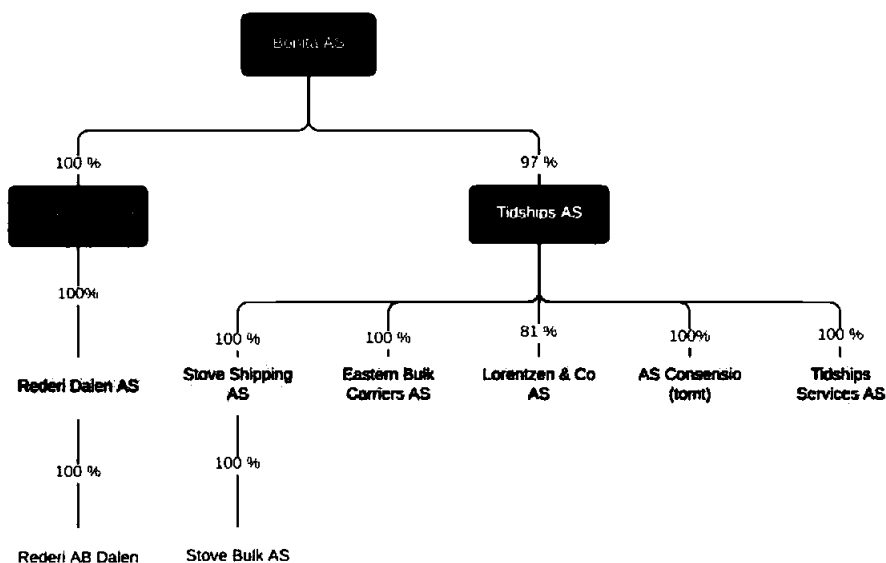 Bonita AS
100 %
97 %
Tidships AS
100%
100 %
100 %
81 %
100%
100 %
Rederi Dalen AS
Stove Shipping
AS
Eastern Bulk
Carriers AS
Lorentzen & Co
AS
AS Consensio
(tomt)
Tidships
Services AS
100 %
100 %
Rederi AB Dalen
Stove Bulk AS